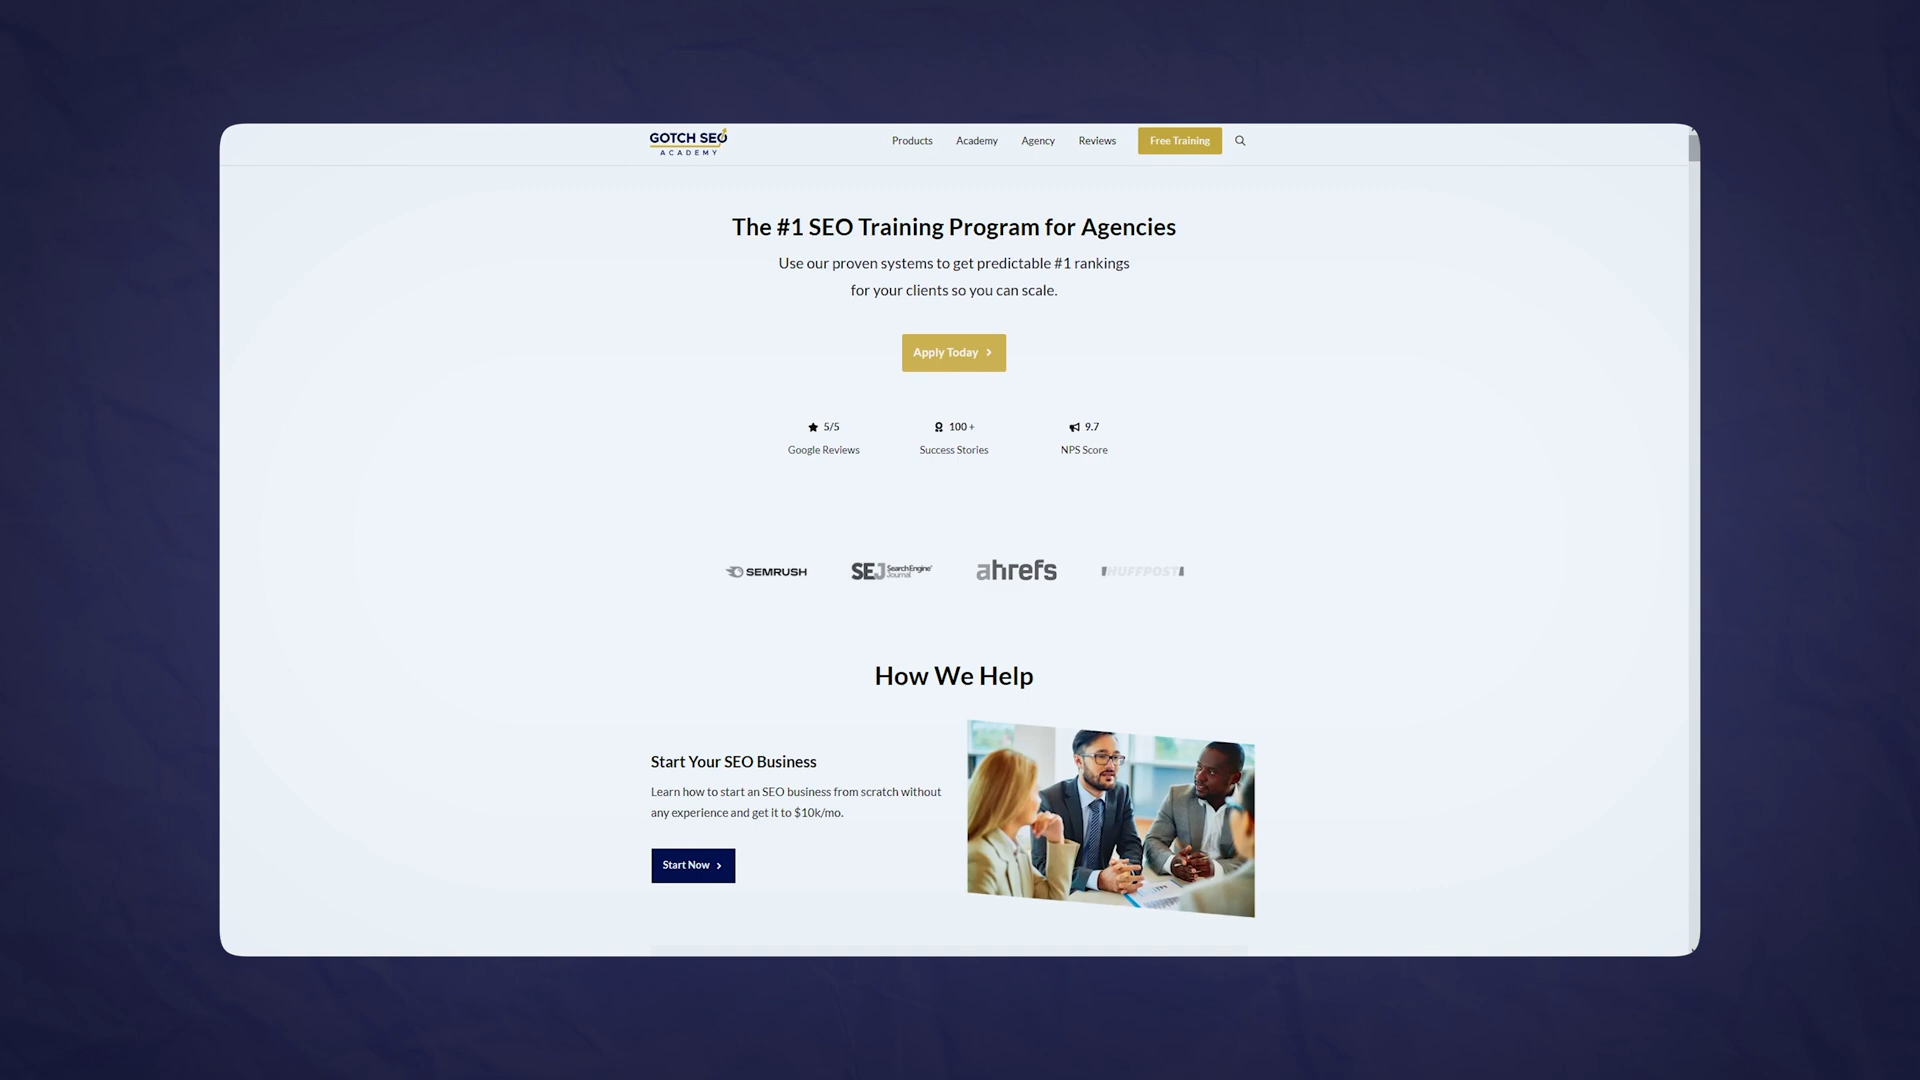 GOTCH SEO
ACADEMY
Products
Academy
Agency
Reviews
Free Training
The #1 SEO Training Program for Agencies
Use our proven systems to get predictable #1 rankings
for your clients so you can scale.
Apply Today
5/5
Google Reviews
100 +
Success Stories
9.7
NPS Score
SEMRUSH
SEJ Search Engine Journal
ahrefs
HUFFPOST
How We Help
Start Your SEO Business
Learn how to start an SEO business from scratch without
any experience and get it to $10k/mo.
Start Now